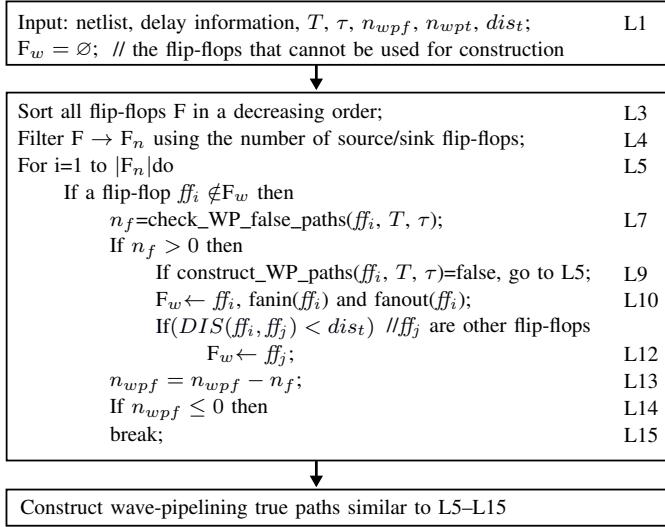 Input: netlist, delay information, T, τ, n_wpf, n_wpt, dis_t; L1
F_w = ∅; // the flip-flops that cannot be used for construction
Sort all flip-flops F in a decreasing order; L3
Filter F → F_n using the number of source/sink flip-flops; L4
For i=1 to |F_n|do L5
If a flip-flop ff_i ∉F_w then
n_f=check_WP_false_paths(ff_i, T, τ); L7
If n_f > 0 then
If construct_WP_paths(ff_i, T, τ)=false, go to L5; L9
F_w← ff_i, fanin(ff_i) and fanout(ff_i); L10
If(DIS(ff_i, ff_j) < dis_t) //ff_j are other flip-flops
F_w← ff_j; L12
n_wpf = n_wpf − n_f; L13
If n_wpf ≤ 0 then L14
break; L15
Construct wave-pipelining true paths similar to L5–L15